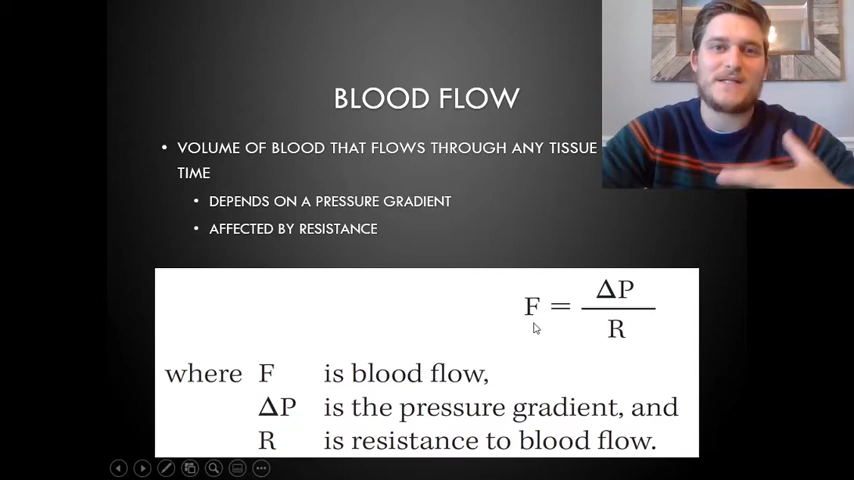 BLOOD FLOW
• VOLUME OF BLOOD THAT FLOWS THROUGH ANY TISSUE
TIME
• DEPENDS ON A PRESSURE GRADIENT
• AFFECTED BY RESISTANCE
F = ΔP / R
where F is blood flow,
ΔP is the pressure gradient, and
R is resistance to blood flow.